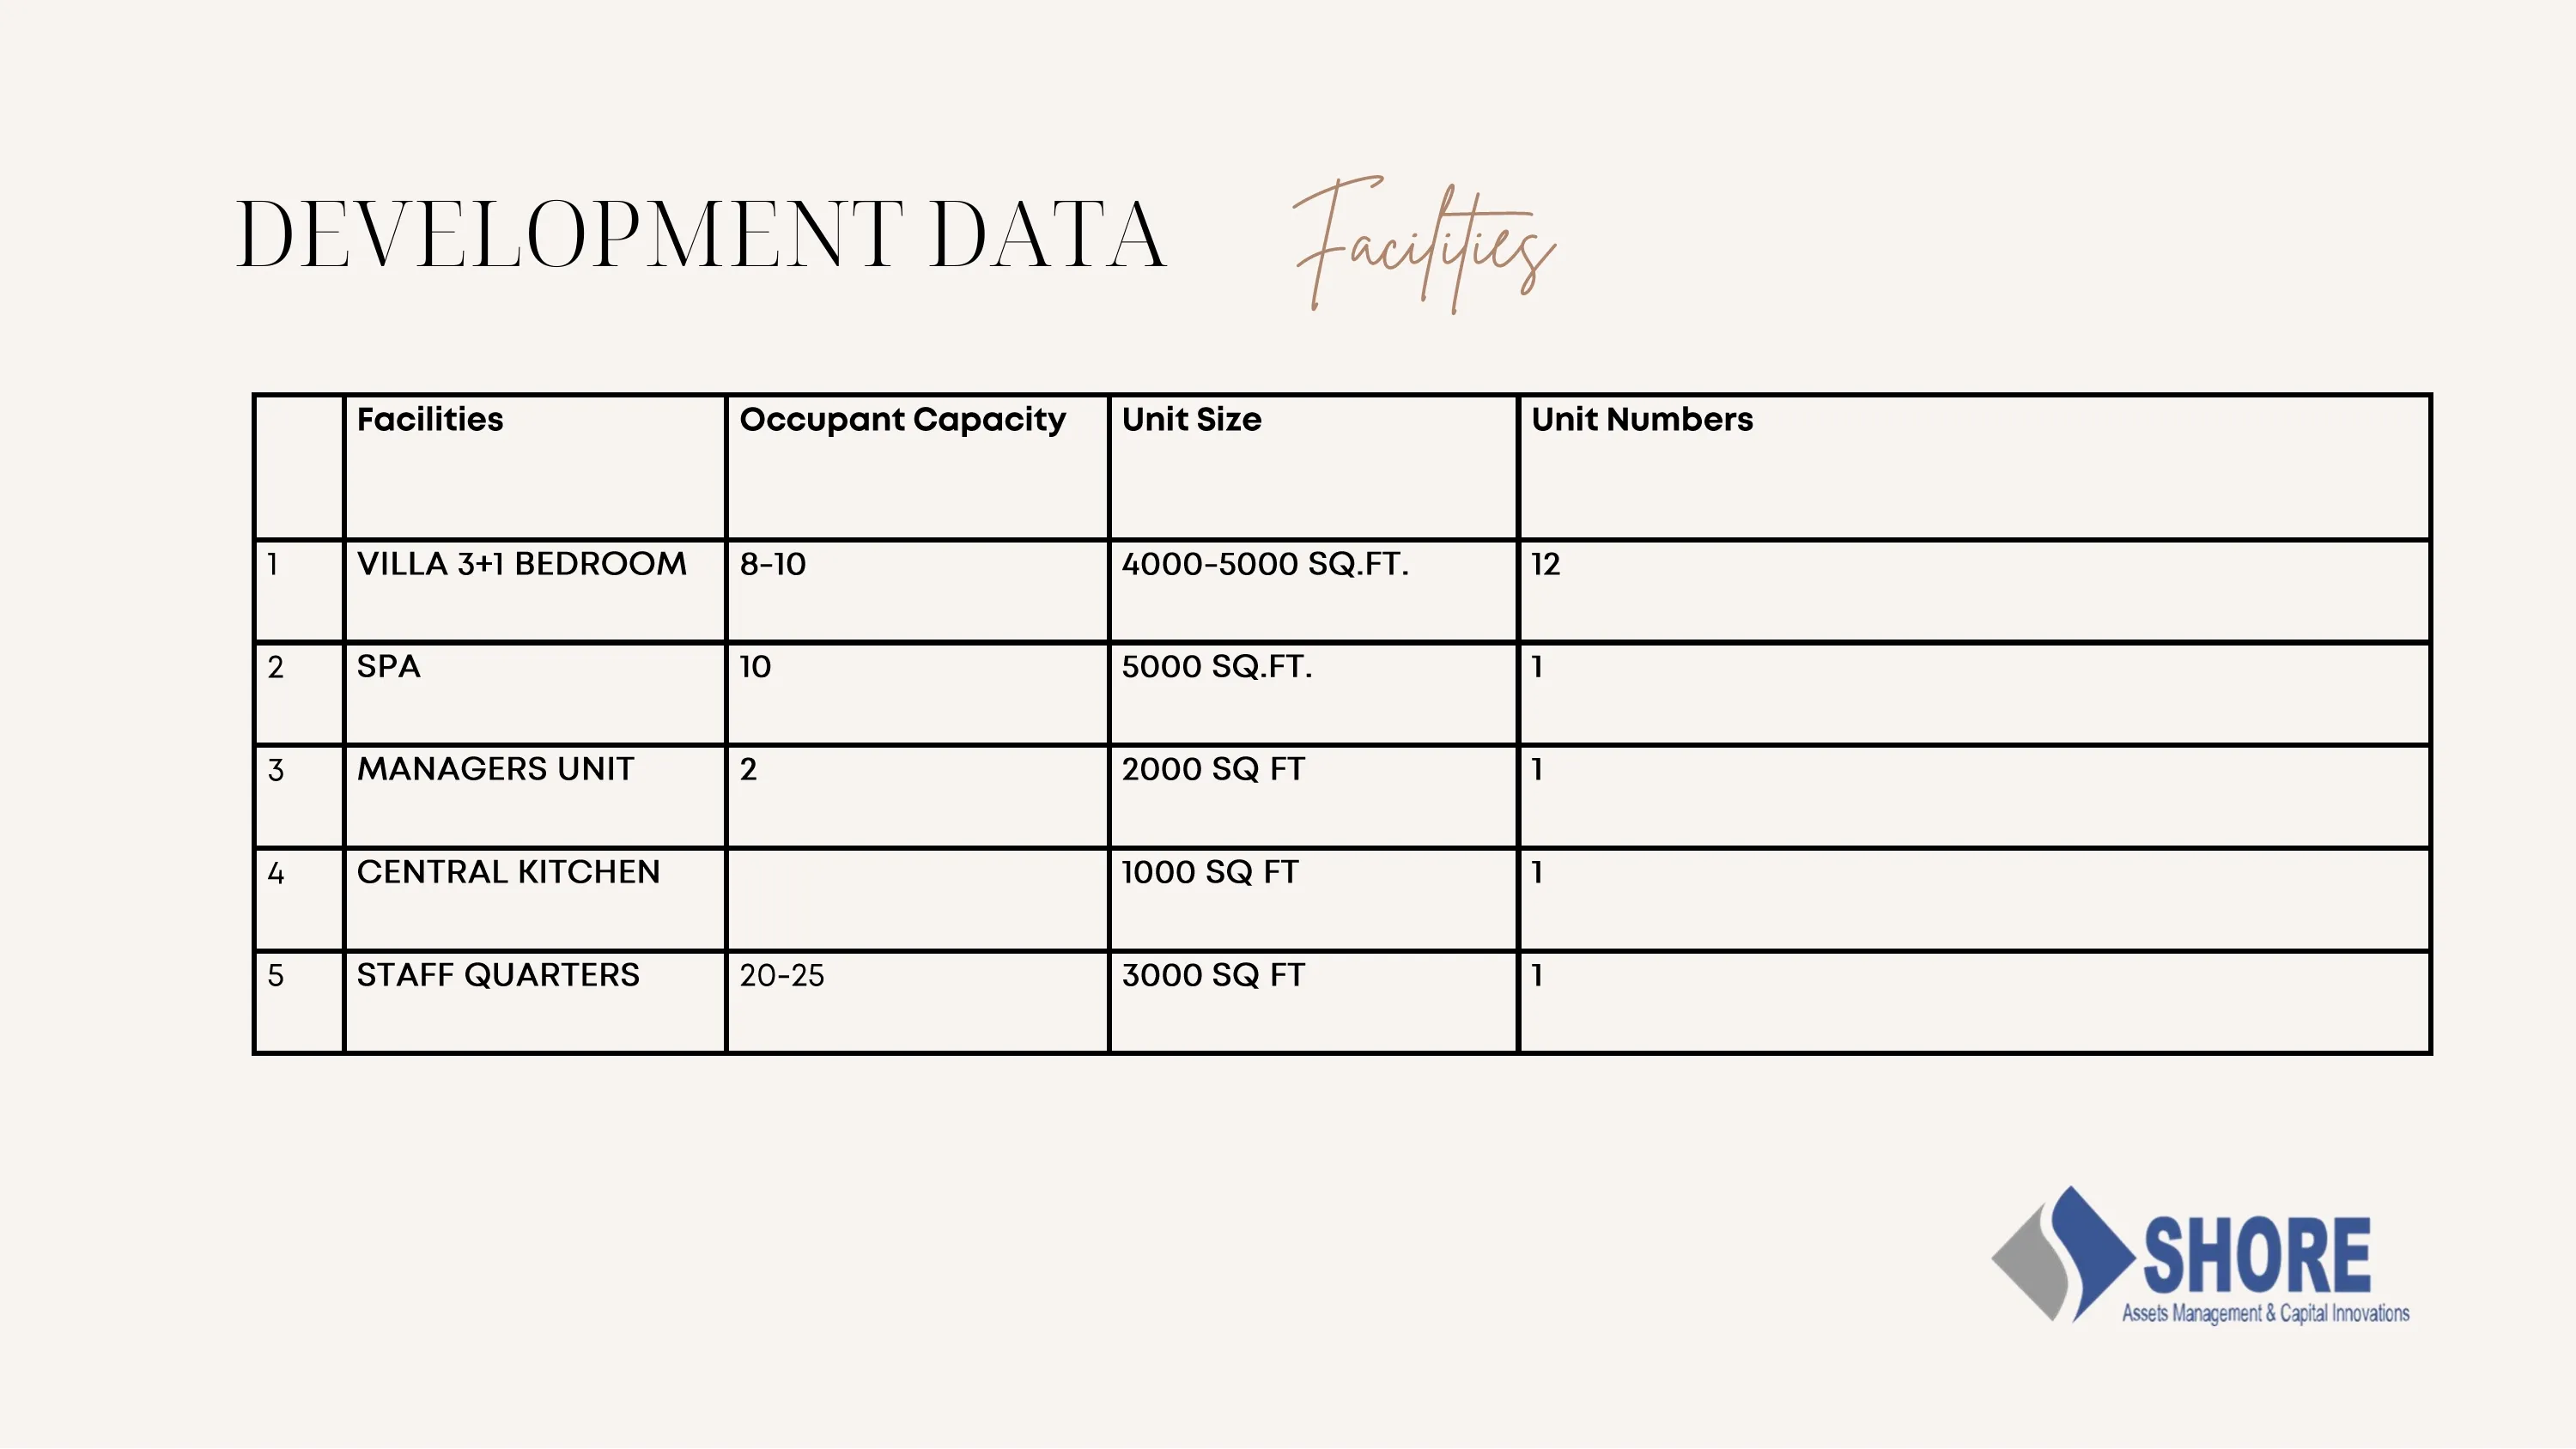 DEVELOPMENT DATA Facilities
Facilities Occupant Capacity Unit Size Unit Numbers
1 VILLA 3+1 BEDROOM 8-10 4000-5000 SQ.FT. 12
2 SPA 10 5000 SQ.FT. 1
3 MANAGERS UNIT 2 2000 SQ FT 1
4 CENTRAL KITCHEN 1000 SQ FT 1
5 STAFF QUARTERS 20-25 3000 SQ FT 1
SHORE
Assets Management & Capital Innovations